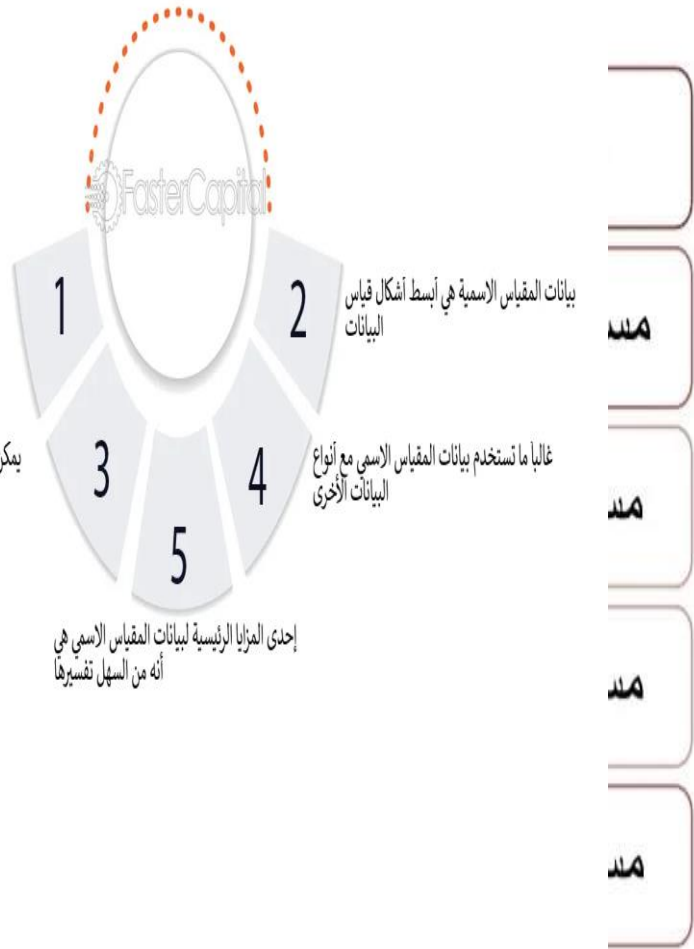 FasterCapital
1
2
بيانات المقياس الاسمية هي أبسط أشكال قياس
البيانات
3
4
غالباً ما تستخدم بيانات المقياس الاسمي مع أنواع
البيانات الأخرى
5
إحدى المزايا الرئيسية لبيانات المقياس الاسمي هي
أنه من السهل تفسيرها